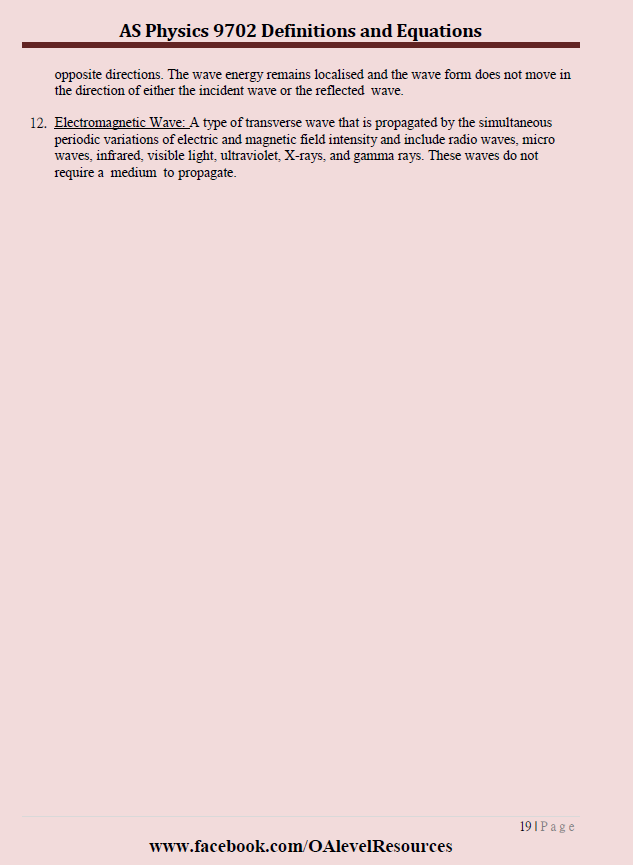 AS Physics 9702 Definitions and Equations
opposite directions. The wave energy remains localised and the wave form does not move in
the direction of either the incident wave or the reflected wave.
12. Electromagnetic Wave: A type of transverse wave that is propagated by the simultaneous
periodic variations of electric and magnetic field intensity and include radio waves, micro
waves, infrared, visible light, ultraviolet, X-rays, and gamma rays. These waves do not
require a medium to propagate.
19 | Page
www.facebook.com/OAlevelResources